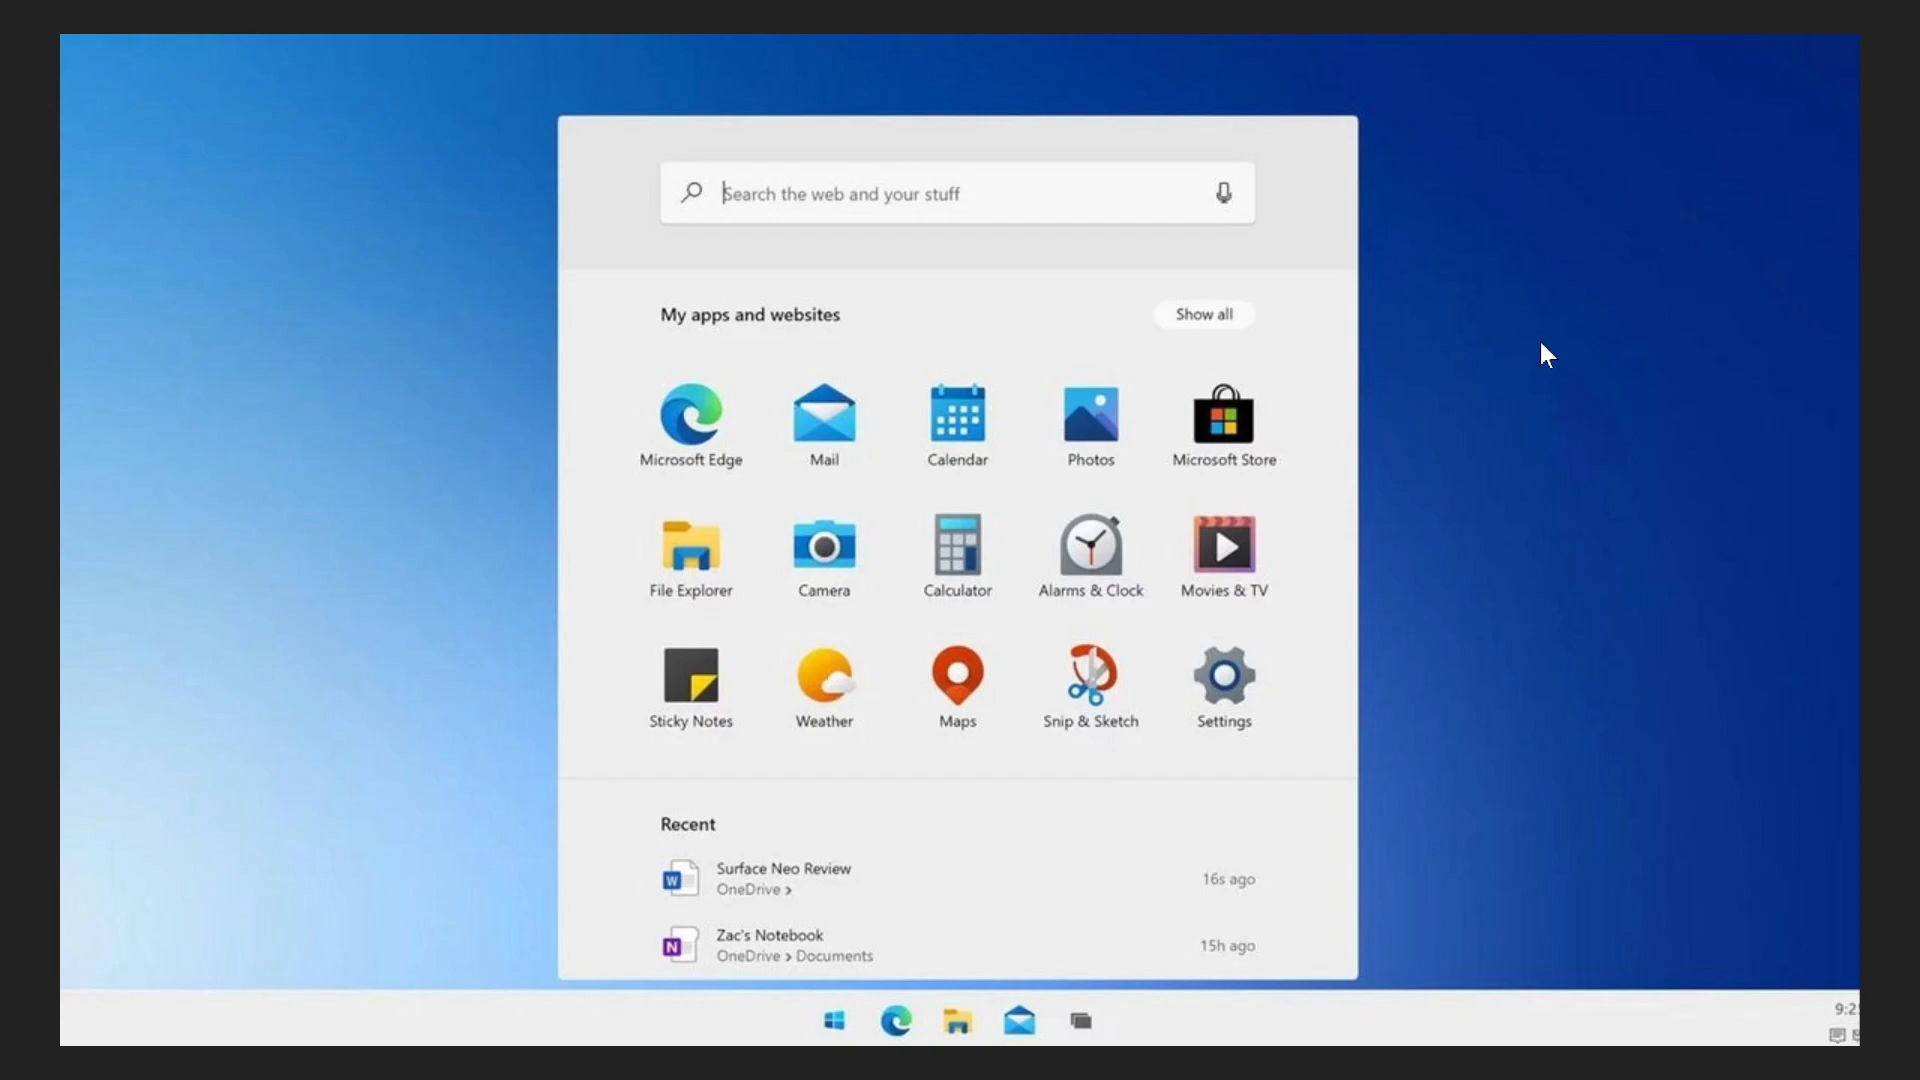 Search the web and your stuff
My apps and websites
Show all
Microsoft Edge
Mail
Calendar
Photos
Microsoft Store
File Explorer
Camera
Calculator
Alarms & Clock
Movies & TV
Sticky Notes
Weather
Maps
Snip & Sketch
Settings
Recent
W
Surface Neo Review
OneDrive >
16s ago
N
Zac's Notebook
OneDrive > Documents
15h ago